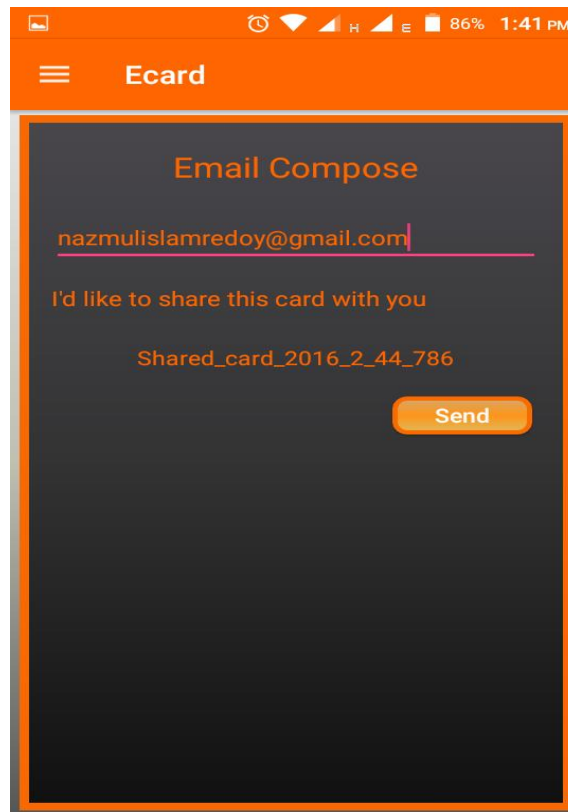 H E 86% 1:41 PM
Ecard
Email Compose
nazmulislamredoy@gmail.com
I'd like to share this card with you
Shared_card_2016_2_44_786
Send